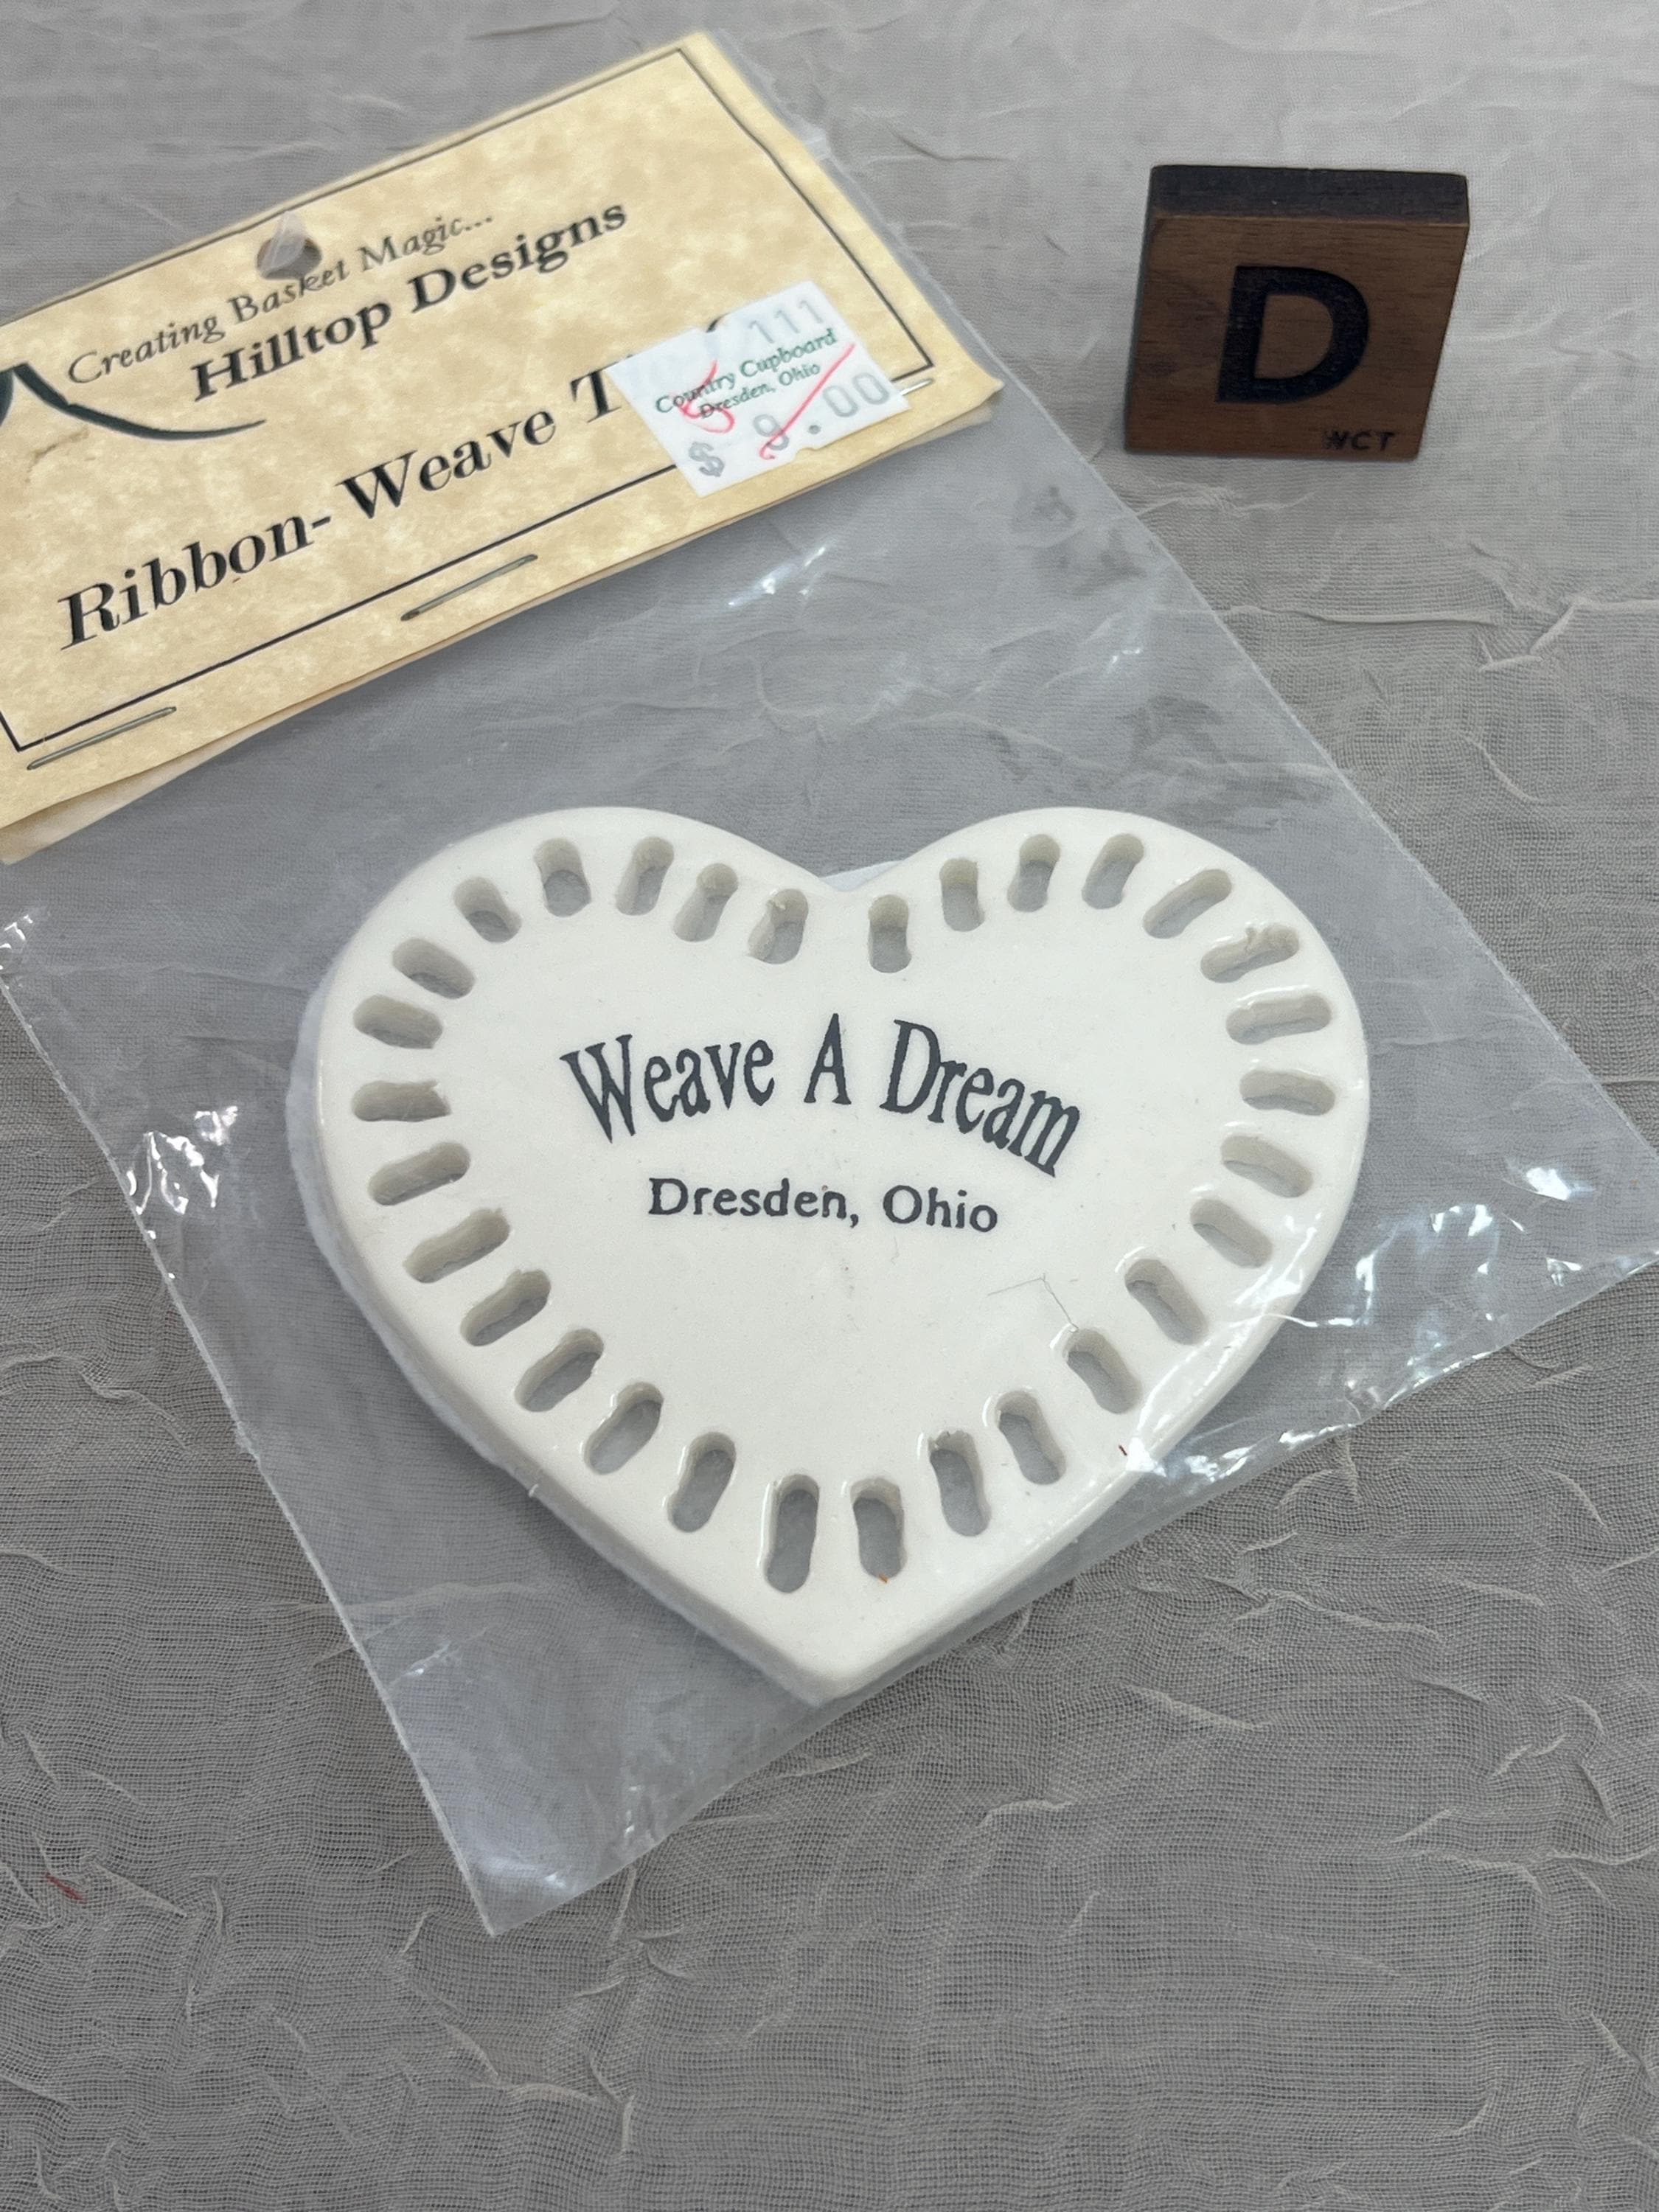 Creating Basket Magic...
Hilltop Designs
Ribbon-Weave
111
Country Cupboard
Dresden, Ohio
$ 9.00
D
WCT
Weave A Dream
Dresden, Ohio